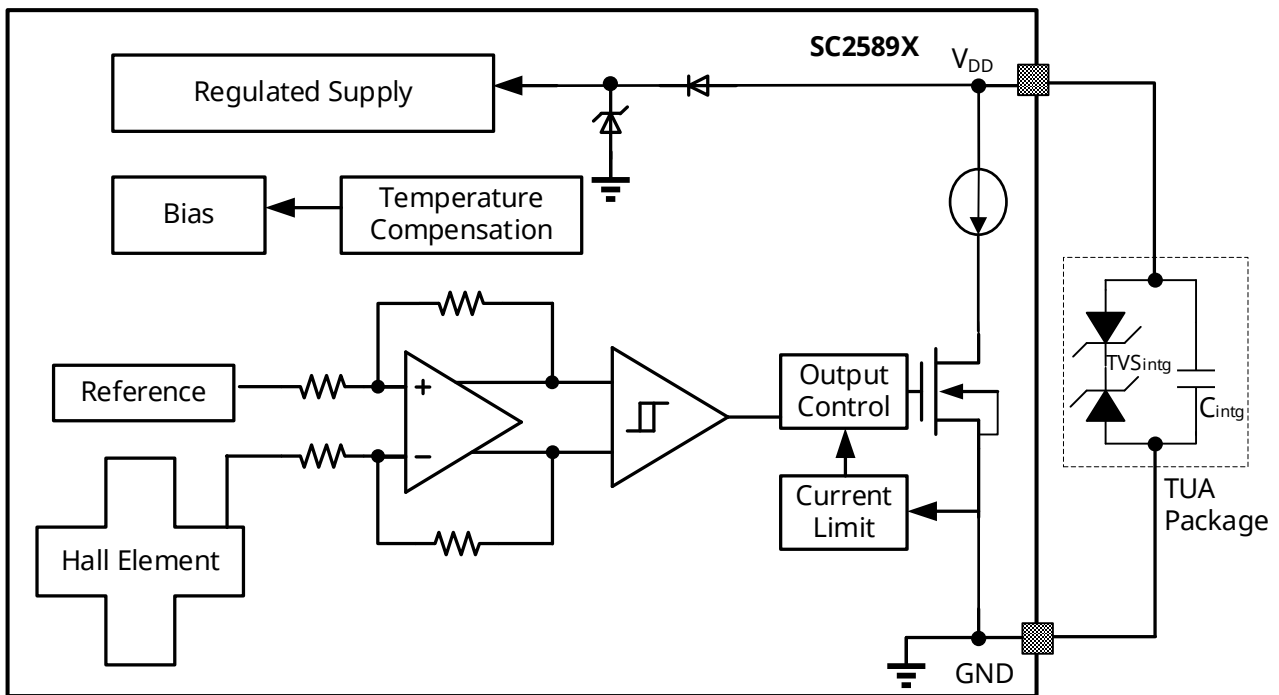 SC2589X
VDD
Regulated Supply
Bias
Temperature
Compensation
Reference
+
−
Hall Element
Output
Control
Current
Limit
TVSintg
Cintg
TUA
Package
GND